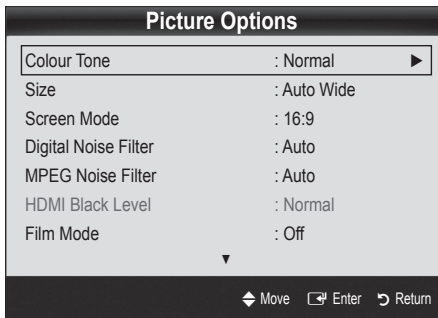 Picture Options
Colour Tone : Normal ►
Size : Auto Wide
Screen Mode : 16:9
Digital Noise Filter : Auto
MPEG Noise Filter : Auto
HDMI Black Level : Normal
Film Mode : Off
▼
Move Enter Return